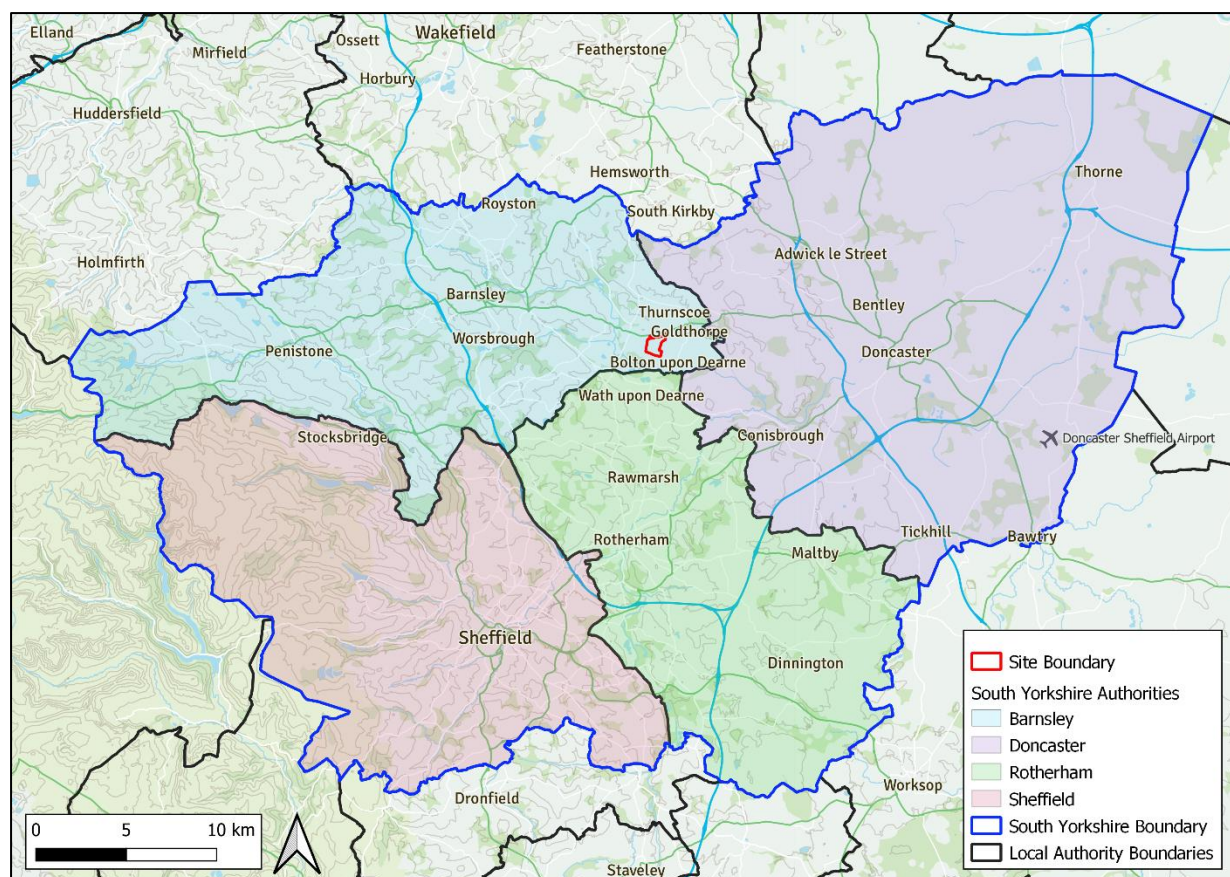 Elland
Mirfield
Ossett
Wakefield
Featherstone
Horbury
Huddersfield
Hemsworth
Thorne
Royston
South Kirkby
Holmfirth
Adwick le Street
Barnsley
Bentley
Thurnscoe
Goldthorpe
Penistone
Worsbrough
Doncaster
Bolton upon Dearne
Wath upon Dearne
Stocksbridge
Conisbrough
Doncaster Sheffield Airport
Rawmarsh
Rotherham
Tickhill
Bawtry
Maltby
Sheffield
Dinnington
Dronfield
Worksop
Staveley
Site Boundary
South Yorkshire Authorities
Barnsley
Doncaster
Rotherham
Sheffield
South Yorkshire Boundary
Local Authority Boundaries
0 5 10 km